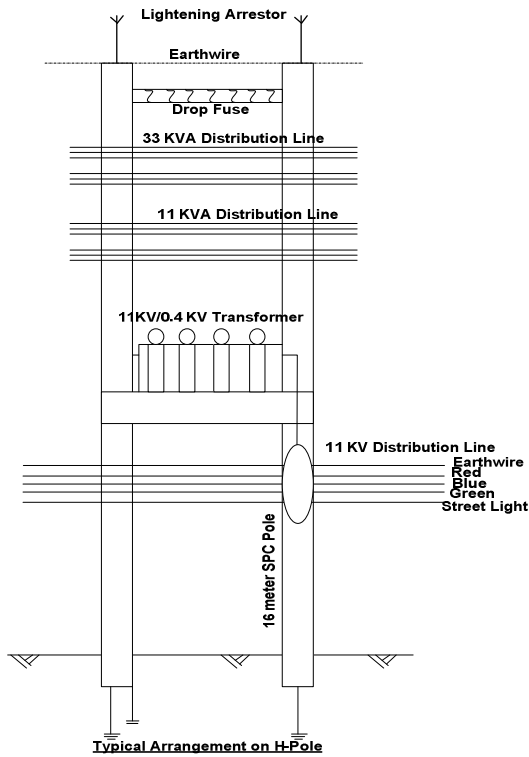 Lightening Arrestor
Earthwire
Drop Fuse
33 KVA Distribution Line
11 KVA Distribution Line
11KV/0.4 KV Transformer
11 KV Distribution Line
Earthwire
Red
Blue
Green
Street Light
16 meter SPC Pole
Typical Arrangement on H-Pole